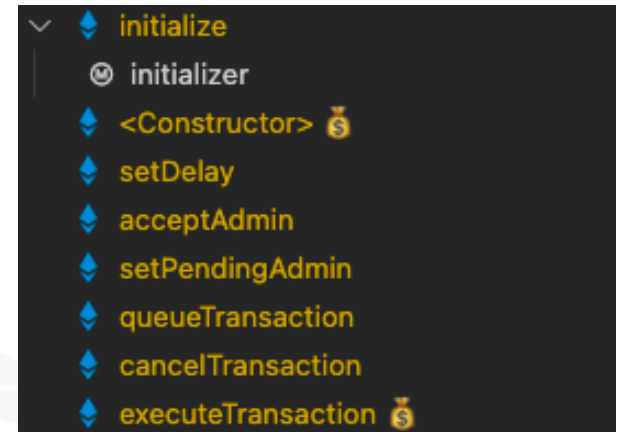 initialize
initializer
<Constructor> 💰
setDelay
acceptAdmin
setPendingAdmin
queueTransaction
cancelTransaction
executeTransaction 💰